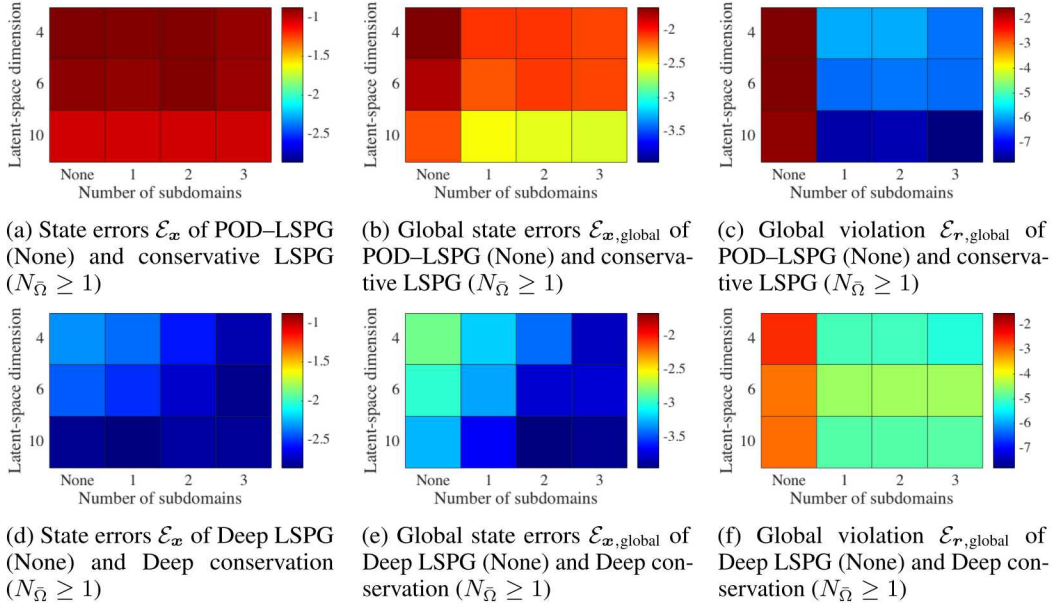 Latent-space dimension
4
6
10
None 1 2 3
Number of subdomains
-1
-1.5
-2
-2.5
Latent-space dimension
4
6
10
None 1 2 3
Number of subdomains
-2
-2.5
-3
-3.5
Latent-space dimension
4
6
10
None 1 2 3
Number of subdomains
-2
-3
-4
-5
-6
-7
(a) State errors ℰ𝒙 of POD–LSPG
(None) and conservative LSPG
(N_Ω̄ ≥ 1)
(b) Global state errors ℰ𝒙,global of
POD–LSPG (None) and conserva-
tive LSPG (N_Ω̄ ≥ 1)
(c) Global violation ℰ𝒓,global of
POD–LSPG (None) and conserva-
tive LSPG (N_Ω̄ ≥ 1)
Latent-space dimension
4
6
10
None 1 2 3
Number of subdomains
-1
-1.5
-2
-2.5
Latent-space dimension
4
6
10
None 1 2 3
Number of subdomains
-2
-2.5
-3
-3.5
Latent-space dimension
4
6
10
None 1 2 3
Number of subdomains
-2
-3
-4
-5
-6
-7
(d) State errors ℰ𝒙 of Deep LSPG
(None) and Deep conservation
(N_Ω̄ ≥ 1)
(e) Global state errors ℰ𝒙,global of
Deep LSPG (None) and Deep con-
servation (N_Ω̄ ≥ 1)
(f) Global violation ℰ𝒓,global of
Deep LSPG (None) and Deep con-
servation (N_Ω̄ ≥ 1)